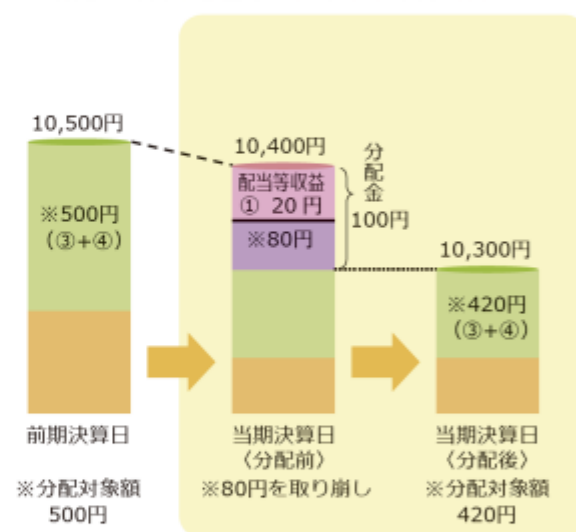 10,500円
※500円
(③+④)
前期決算日
※分配対象額
500円
10,400円
配当等収益
① 20円
※80円
分配金
100円
当期決算日
〈分配前〉
※80円を取り崩し
10,300円
※420円
(③+④)
当期決算日
〈分配後〉
※分配対象額
420円